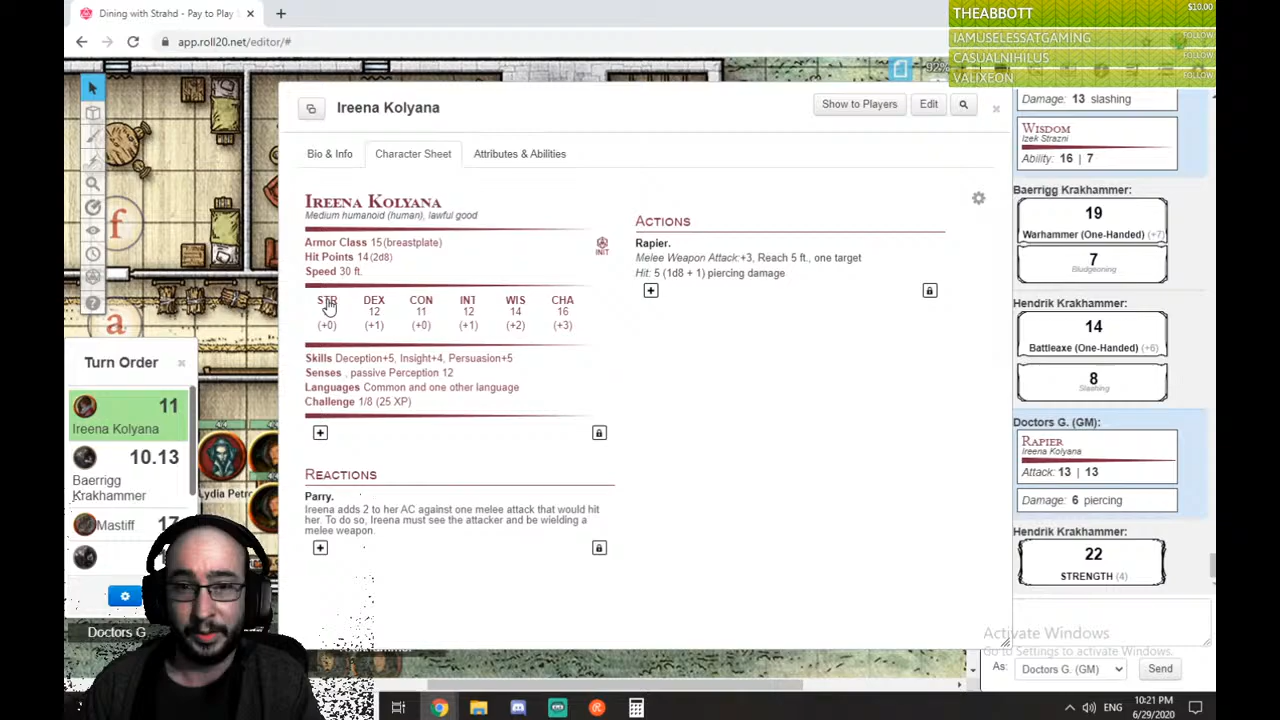 Dining with Strahd - Pay to Play
THEABBOTT
$10.00
IAMUSELESSATGAMING
FOLLOW
CASUALNIHILUS
FOLLOW
VALIXEON
FOLLOW
app.roll20.net/editor/#
92%
Ireena Kolyana
Show to Players
Edit
Bio & Info
Character Sheet
Attributes & Abilities
IREENA KOLYANA
Medium humanoid (human), lawful good
Armor Class 15(breastplate)
Hit Points 14(2d8)
Speed 30 ft.
INIT
STR DEX CON INT WIS CHA
12 11 12 14 16
(+0) (+1) (+0) (+1) (+2) (+3)
Skills Deception+5, Insight+4, Persuasion+5
Senses , passive Perception 12
Languages Common and one other language
Challenge 1/8 (25 XP)
REACTIONS
Parry.
Ireena adds 2 to her AC against one melee attack that would hit
her. To do so, Ireena must see the attacker and be wielding a
melee weapon.
ACTIONS
Rapier.
Melee Weapon Attack:+3, Reach 5 ft., one target
Hit: 5 (1d8 + 1) piercing damage
f
a
Turn Order
11
Ireena Kolyana
10.13
Baerrigg
Krakhammer
Mastiff
17
Lydia Petro
Doctors G
Damage: 13 slashing
WISDOM
Izek Strazni
Ability: 16 | 7
Baerrigg Krakhammer:
19
Warhammer (One-Handed) (+7)
7
Bludgeoning
Hendrik Krakhammer:
14
Battleaxe (One-Handed) (+6)
8
Slashing
Doctors G. (GM):
RAPIER
Ireena Kolyana
Attack: 13 | 13
Damage: 6 piercing
Hendrik Krakhammer:
22
STRENGTH (4)
Activate Windows
Go to Settings to activate Windows.
As:
Doctors G. (GM)
Send
ENG
10:21 PM
6/29/2020